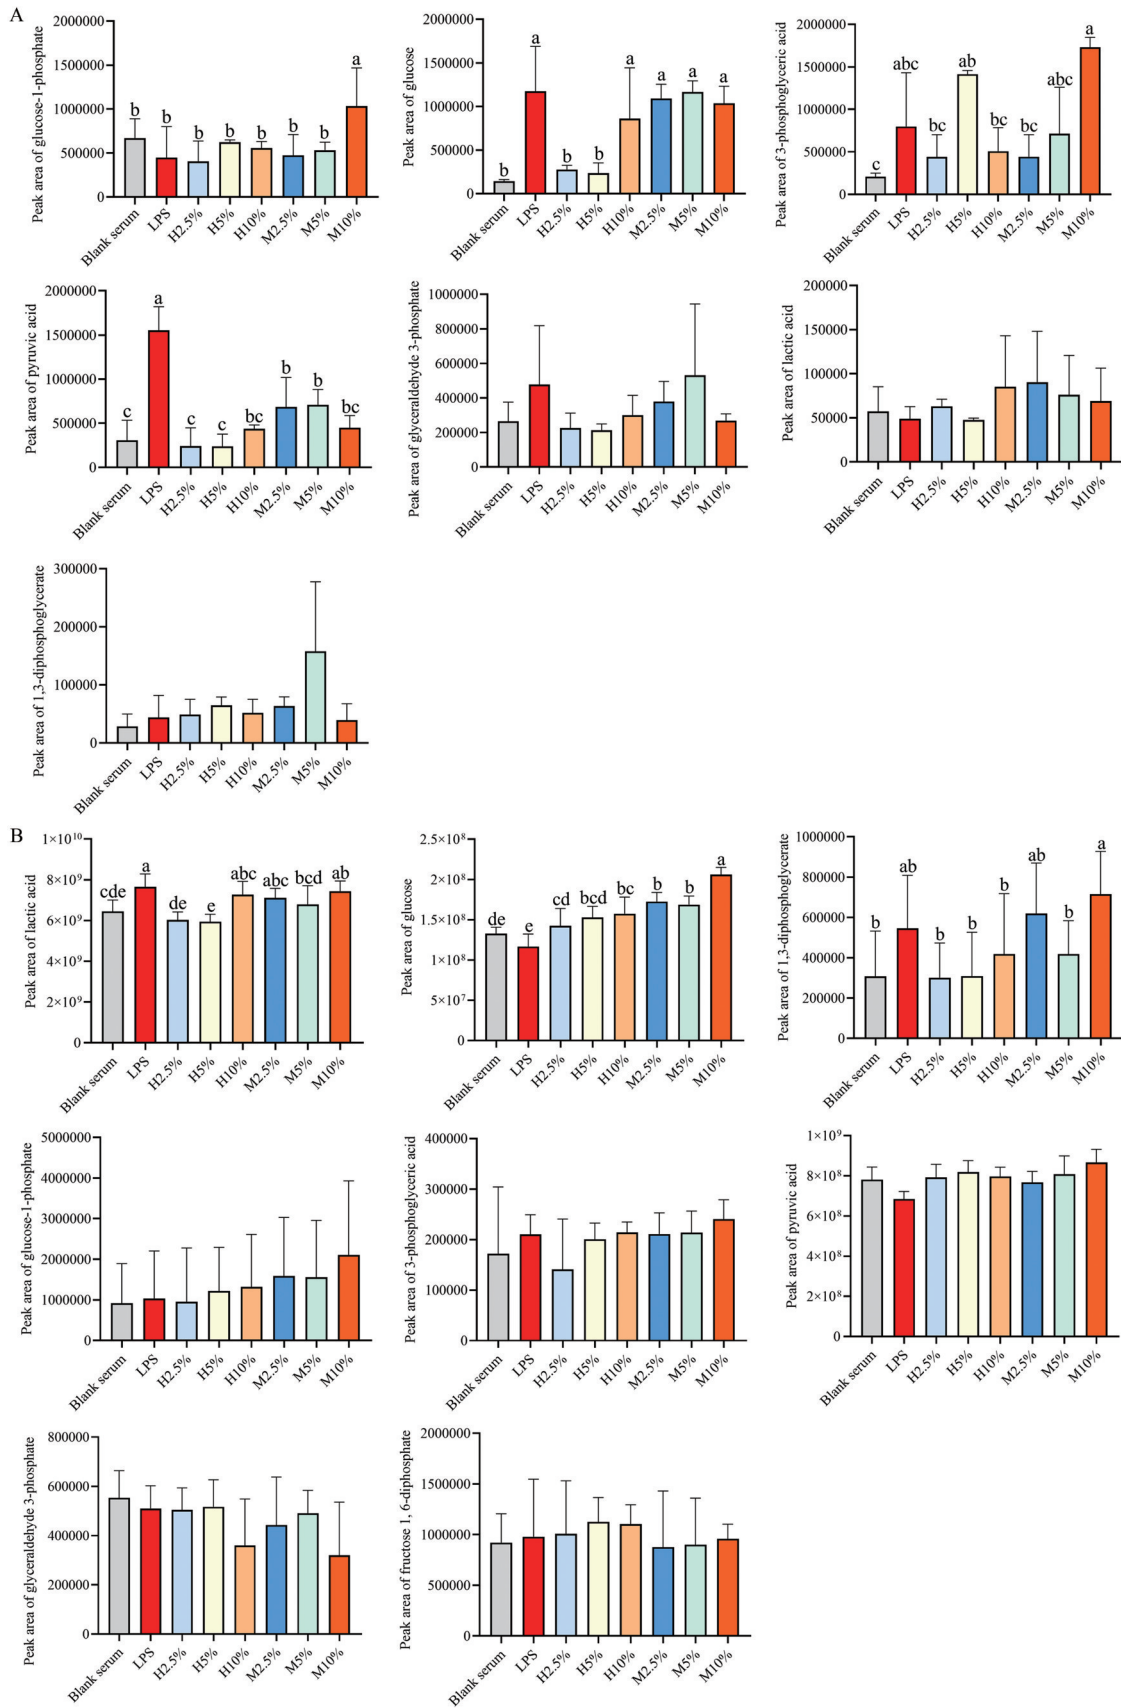 A
Peak area of glucose-1-phosphate
2000000
1500000
1000000
500000
0
b b b b b b b a
Blank serum LPS H2.5% H5% H10% M2.5% M5% M10%
Peak area of glucose
2000000
1500000
1000000
500000
0
b a b b a a a a
Blank serum LPS H2.5% H5% H10% M2.5% M5% M10%
Peak area of 3-phosphoglyceric acid
2000000
1500000
1000000
500000
0
c abc bc ab bc bc abc a
Blank serum LPS H2.5% H5% H10% M2.5% M5% M10%
Peak area of pyruvic acid
2000000
1500000
1000000
500000
0
c a c c bc b b bc
Blank serum LPS H2.5% H5% H10% M2.5% M5% M10%
Peak area of glyceraldehyde 3-phosphate
1000000
800000
600000
400000
200000
0
Blank serum LPS H2.5% H5% H10% M2.5% M5% M10%
Peak area of lactic acid
200000
150000
100000
50000
0
Blank serum LPS H2.5% H5% H10% M2.5% M5% M10%
Peak area of 1,3-diphosphoglycerate
300000
200000
100000
0
Blank serum LPS H2.5% H5% H10% M2.5% M5% M10%
B
Peak area of lactic acid
1×10¹⁰
8×10⁹
6×10⁹
4×10⁹
2×10⁹
0
cde a de e abc abc bcd ab
Blank serum LPS H2.5% H5% H10% M2.5% M5% M10%
Peak area of glucose
2.5×10⁸
2×10⁸
1.5×10⁸
1×10⁸
5×10⁷
0
de e cd bcd bc b b a
Blank serum LPS H2.5% H5% H10% M2.5% M5% M10%
Peak area of 1,3-diphosphoglycerate
1000000
800000
600000
400000
200000
0
b ab b b b ab b a
Blank serum LPS H2.5% H5% H10% M2.5% M5% M10%
Peak area of glucose-1-phosphate
5000000
4000000
3000000
2000000
1000000
0
Blank serum LPS H2.5% H5% H10% M2.5% M5% M10%
Peak area of 3-phosphoglyceric acid
400000
300000
200000
100000
0
Blank serum LPS H2.5% H5% H10% M2.5% M5% M10%
Peak area of pyruvic acid
1×10⁹
8×10⁸
6×10⁸
4×10⁸
2×10⁸
0
Blank serum LPS H2.5% H5% H10% M2.5% M5% M10%
Peak area of glyceraldehyde 3-phosphate
800000
600000
400000
200000
0
Blank serum LPS H2.5% H5% H10% M2.5% M5% M10%
Peak area of fructose 1, 6-diphosphate
2000000
1500000
1000000
500000
0
Blank serum LPS H2.5% H5% H10% M2.5% M5% M10%